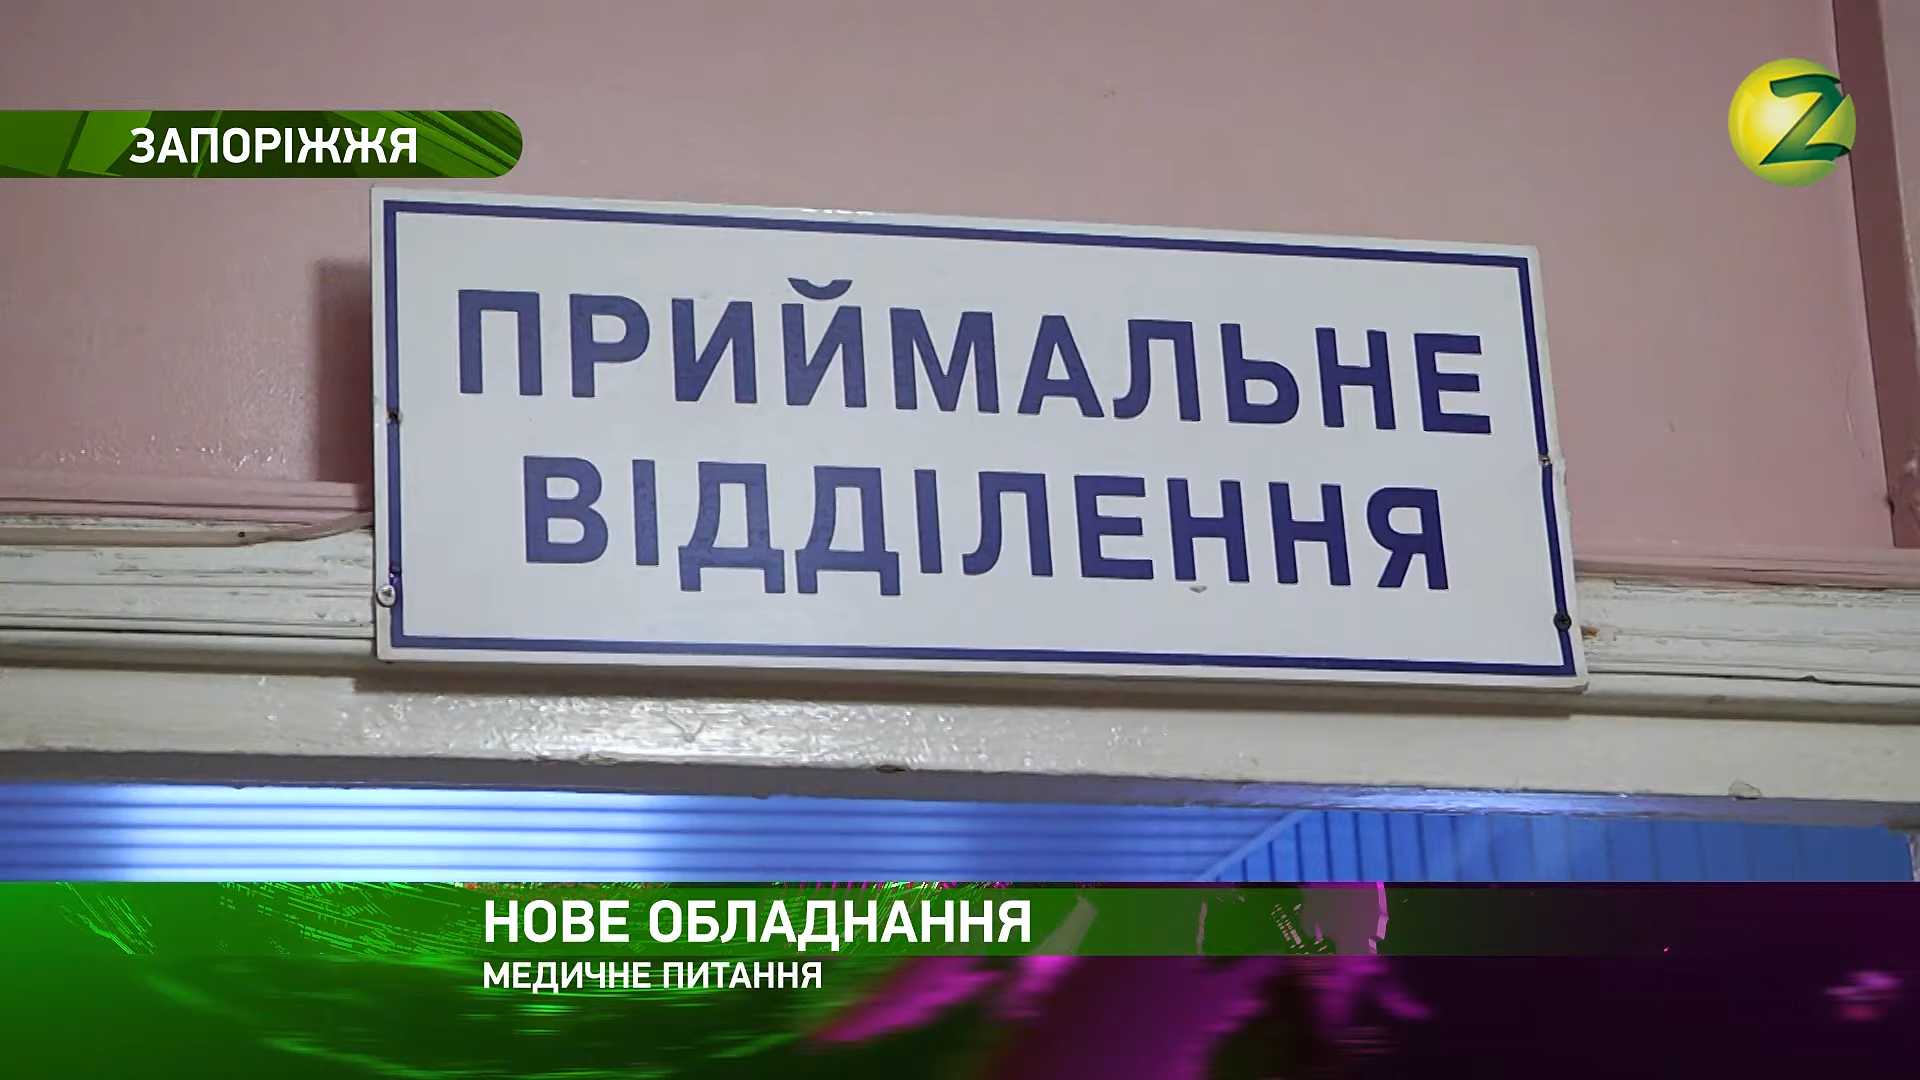 ЗАПОРІЖЖЯ
Z
ПРИЙМАЛЬНЕ
ВІДДІЛЕННЯ
НОВЕ ОБЛАДНАННЯ
МЕДИЧНЕ ПИТАННЯ